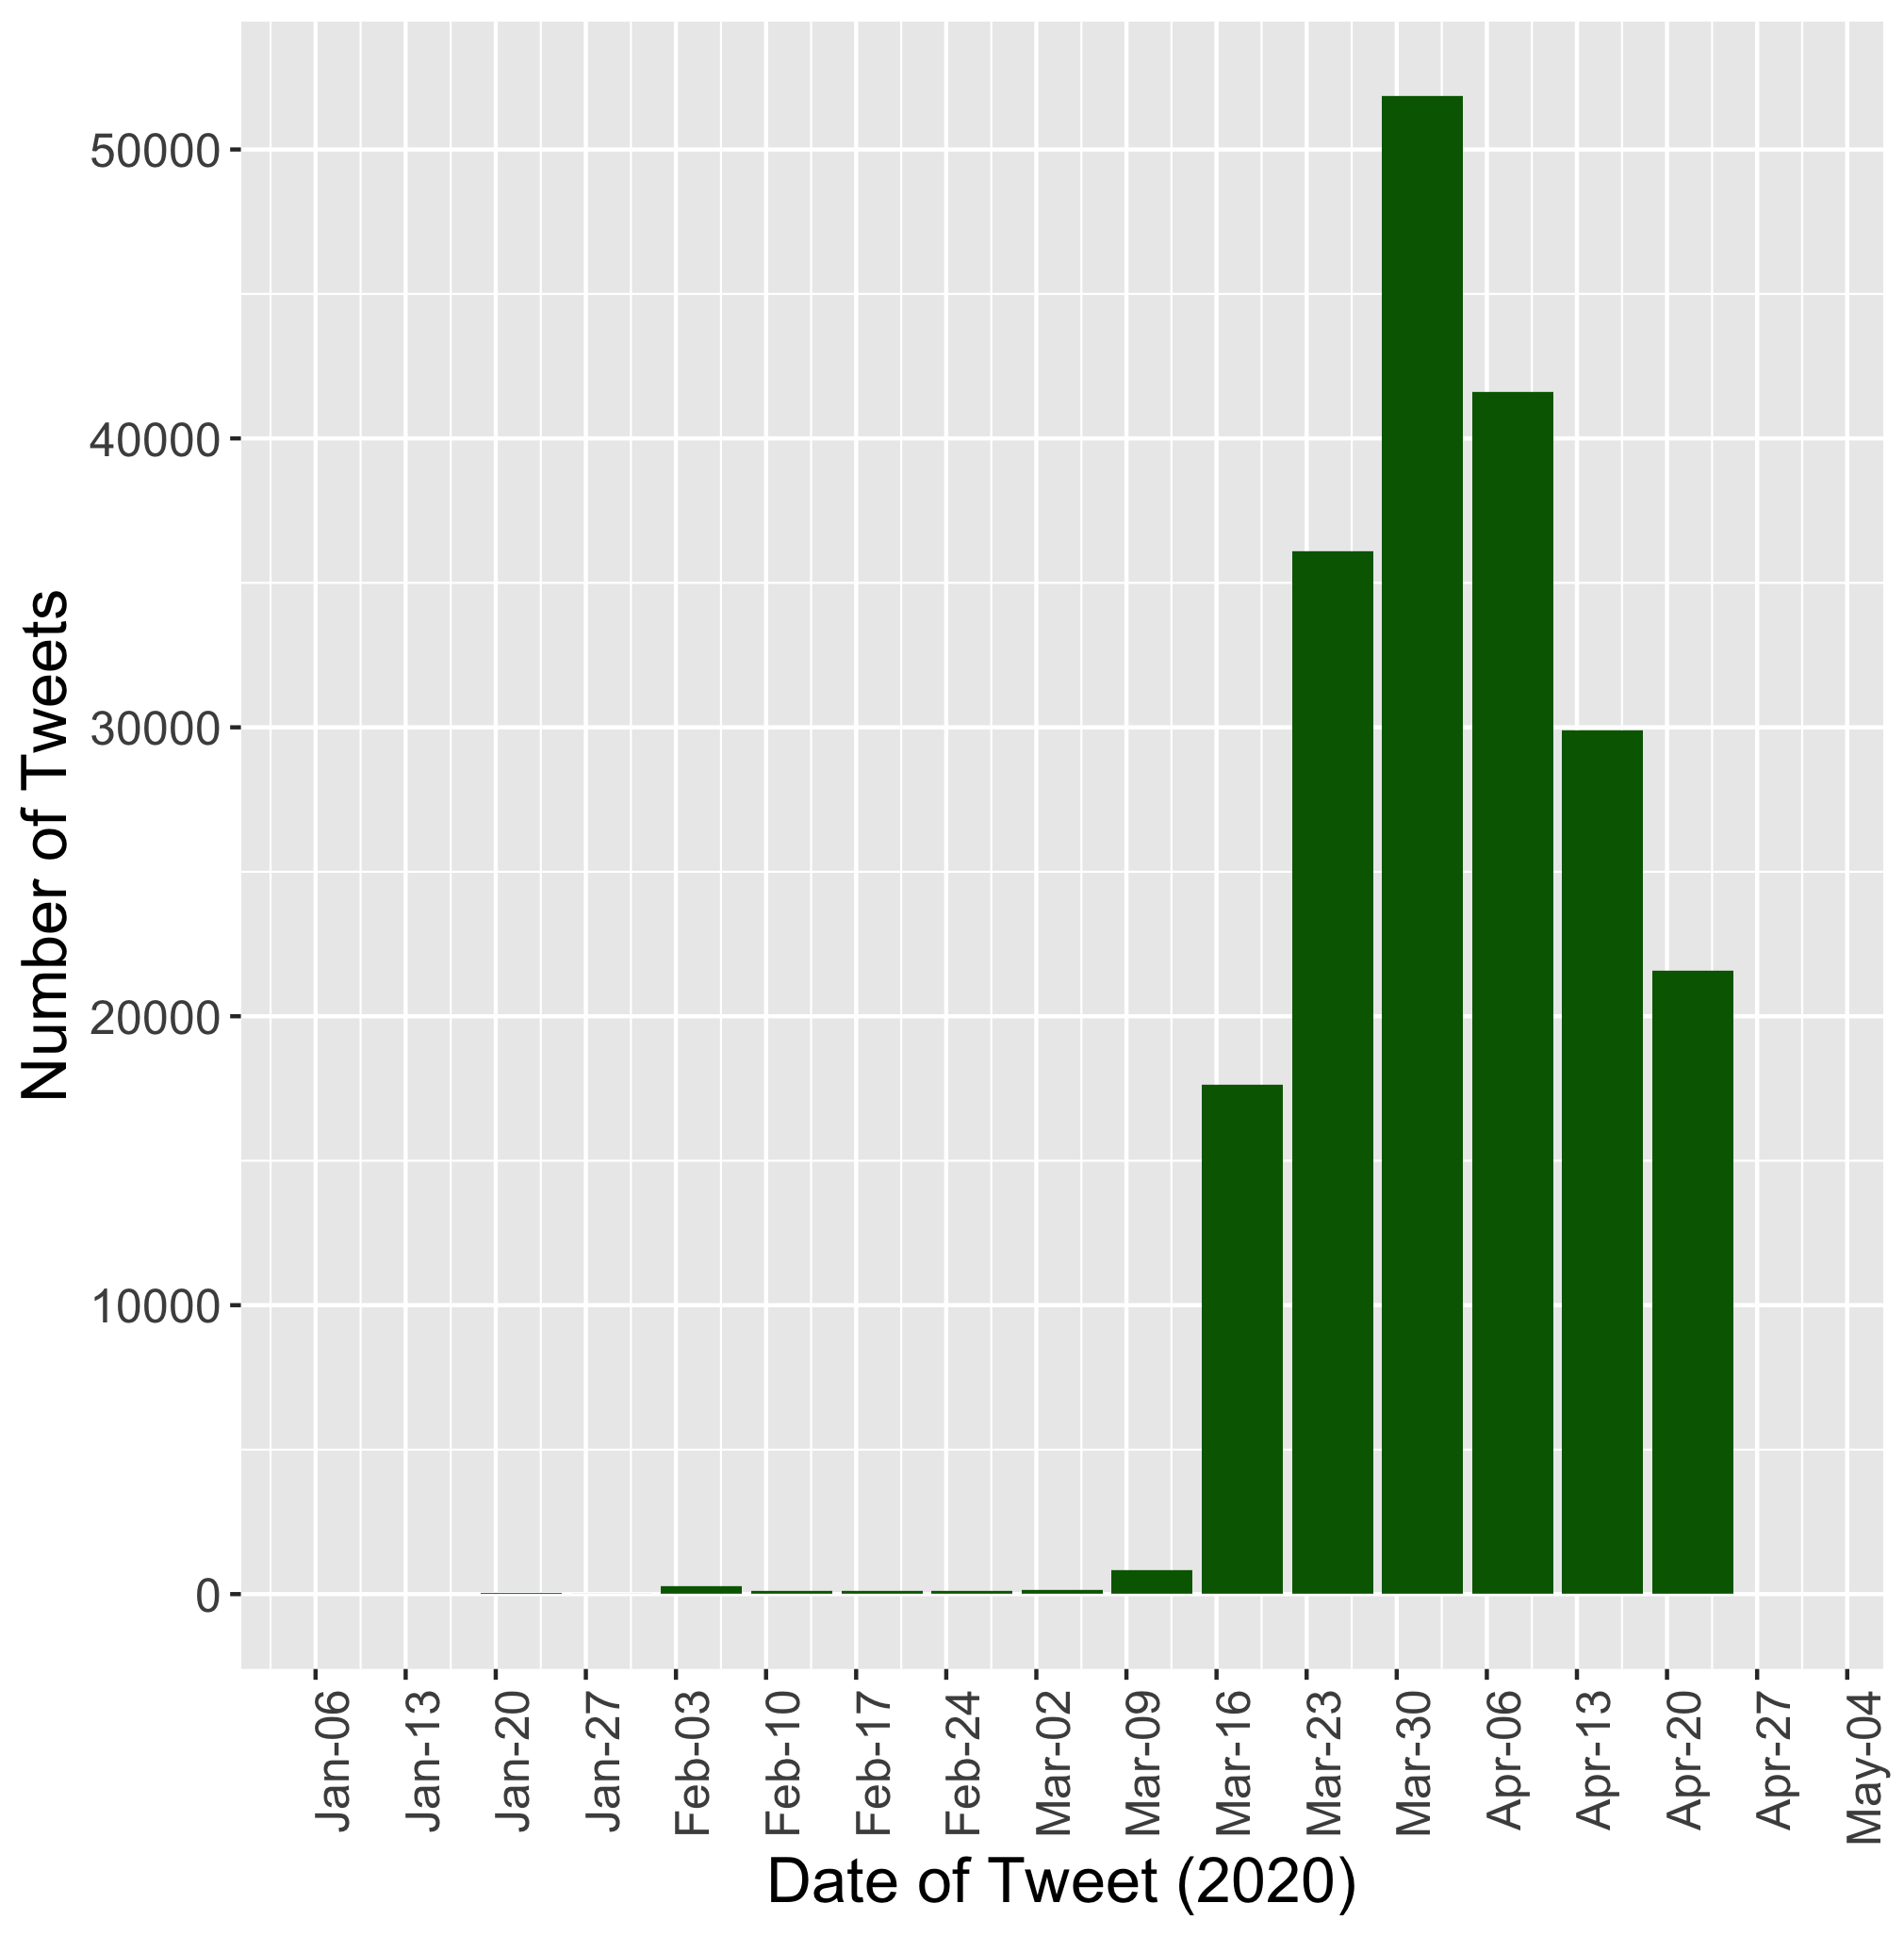 Number of Tweets
50000
40000
30000
20000
10000
0
Jan-06
Jan-13
Jan-20
Jan-27
Feb-03
Feb-10
Feb-17
Feb-24
Mar-02
Mar-09
Mar-16
Mar-23
Mar-30
Apr-06
Apr-13
Apr-20
Apr-27
May-04
Date of Tweet (2020)